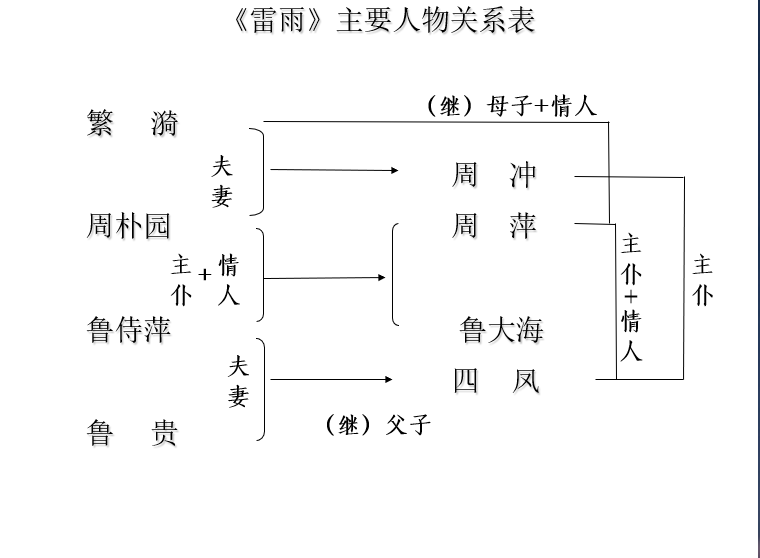 《雷雨》主要人物关系表
（继）母子+情人
繁 漪
夫妻
周 冲
周朴园
周 萍
主仆+情人
主仆+情人
主仆
鲁侍萍
鲁大海
夫妻
四 凤
（继）父子
鲁 贵